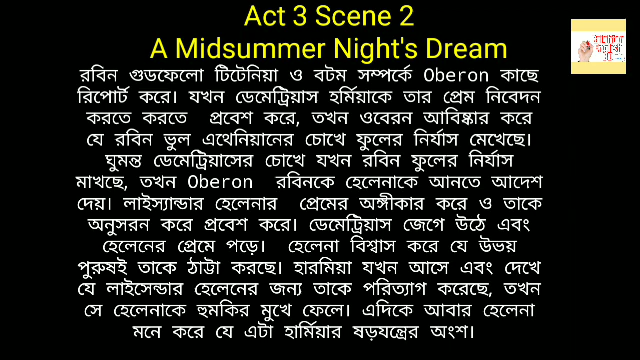 Act 3 Scene 2
A Midsummer Night's Dream
রবিন গুডফেলো টিটেনিয়া ও বটম সম্পর্কে Oberon কাছে
রিপোর্ট করে। যখন ডেমেট্রিয়াস হর্মিয়াকে তার প্রেম নিবেদন
করতে করতে প্রবেশ করে, তখন ওবেরন আবিষ্কার করে
যে রবিন ভুল এথেনিয়ানের চোখে ফুলের নির্যাস মেখেছে।
ঘুমন্ত ডেমেট্রিয়াসের চোখে যখন রবিন ফুলের নির্যাস
মাখছে, তখন Oberon রবিনকে হেলেনাকে আনতে আদেশ
দেয়। লাইস্যান্ডার হেলেনার প্রেমের অঙ্গীকার করে ও তাকে
অনুসরন করে প্রবেশ করে। ডেমেট্রিয়াস জেগে উঠে এবং
হেলেনের প্রেমে পড়ে। হেলেনা বিশ্বাস করে যে উভয়
পুরুষই তাকে ঠাট্টা করছে। হারমিয়া যখন আসে এবং দেখে
যে লাইসেন্ডার হেলেনের জন্য তাকে পরিত্যাগ করেছে, তখন
সে হেলেনাকে হুমকির মুখে ফেলে। এদিকে আবার হেলেনা
মনে করে যে এটা হার্মিয়ার ষড়যন্ত্রের অংশ।